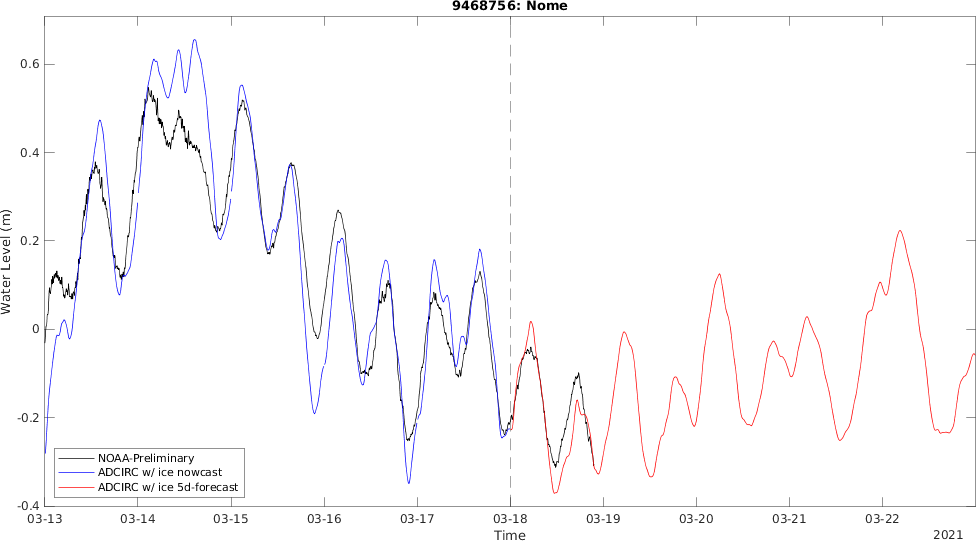 9468756: Nome
Water Level (m)
0.6
0.4
0.2
0
-0.2
-0.4
NOAA-Preliminary
ADCIRC w/ ice nowcast
ADCIRC w/ ice 5d-forecast
03-13 03-14 03-15 03-16 03-17 03-18 03-19 03-20 03-21 03-22
Time
2021